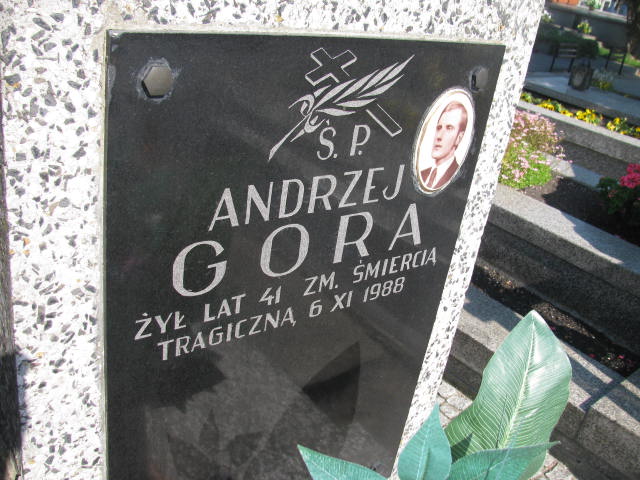 Ś. P.
ANDRZEJ
GORA
ŻYŁ LAT 41 ZM. ŚMIERCIĄ
TRAGICZNĄ 6 XI 1988